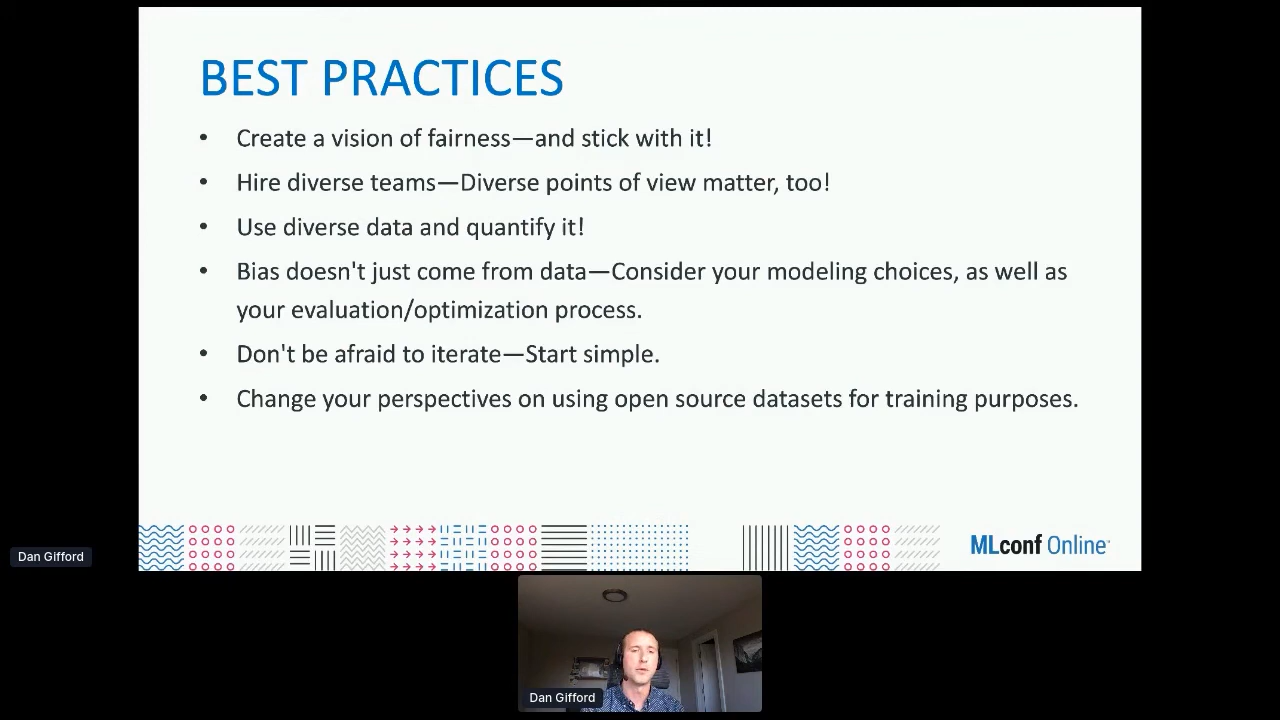 BEST PRACTICES
• Create a vision of fairness—and stick with it!
• Hire diverse teams—Diverse points of view matter, too!
• Use diverse data and quantify it!
• Bias doesn't just come from data—Consider your modeling choices, as well as
your evaluation/optimization process.
• Don't be afraid to iterate—Start simple.
• Change your perspectives on using open source datasets for training purposes.
MLconf Online
Dan Gifford
Dan Gifford